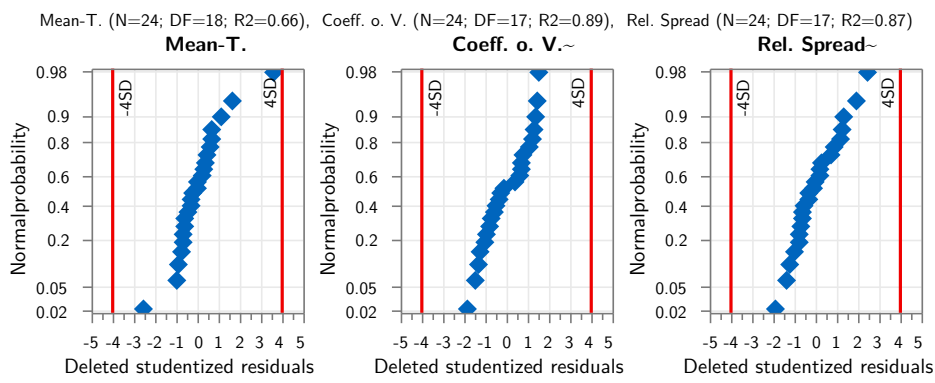 Mean-T. (N=24; DF=18; R2=0.66), Coeff. o. V. (N=24; DF=17; R2=0.89), Rel. Spread (N=24; DF=17; R2=0.87)
Mean-T.
Normalprobability
0.98
0.9
0.8
0.6
0.4
0.2
0.05
0.02
-4SD
4SD
-5 -4 -3 -2 -1 0 1 2 3 4 5
Deleted studentized residuals
Coeff. o. V.~
Normalprobability
0.98
0.9
0.8
0.6
0.4
0.2
0.05
0.02
-4SD
4SD
-5 -4 -3 -2 -1 0 1 2 3 4 5
Deleted studentized residuals
Rel. Spread~
Normalprobability
0.98
0.9
0.8
0.6
0.4
0.2
0.05
0.02
-4SD
4SD
-5 -4 -3 -2 -1 0 1 2 3 4 5
Deleted studentized residuals